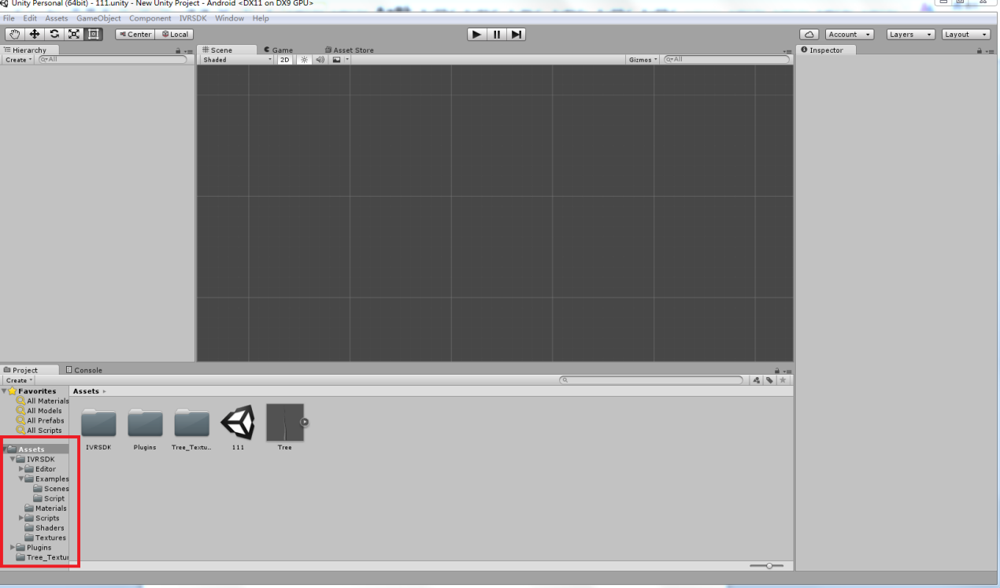 Unity Personal (64bit) - 111.unity - New Unity Project - Android <DX11 on DX9 GPU>
File Edit Assets GameObject Component IVRSDK Window Help
Center Local Account Layers Layout
Hierarchy Scene Game Asset Store Inspector
Create All Shaded 2D Gizmos All
Project Console
Create
Favorites Assets
All Materials
All Models
All Prefabs
All Scripts
Assets IVRSDK Plugins Tree_Textu... 111 Tree
IVRSDK
Editor
Examples
Scenes
Script
Materials
Scripts
Shaders
Textures
Plugins
Tree_Textu